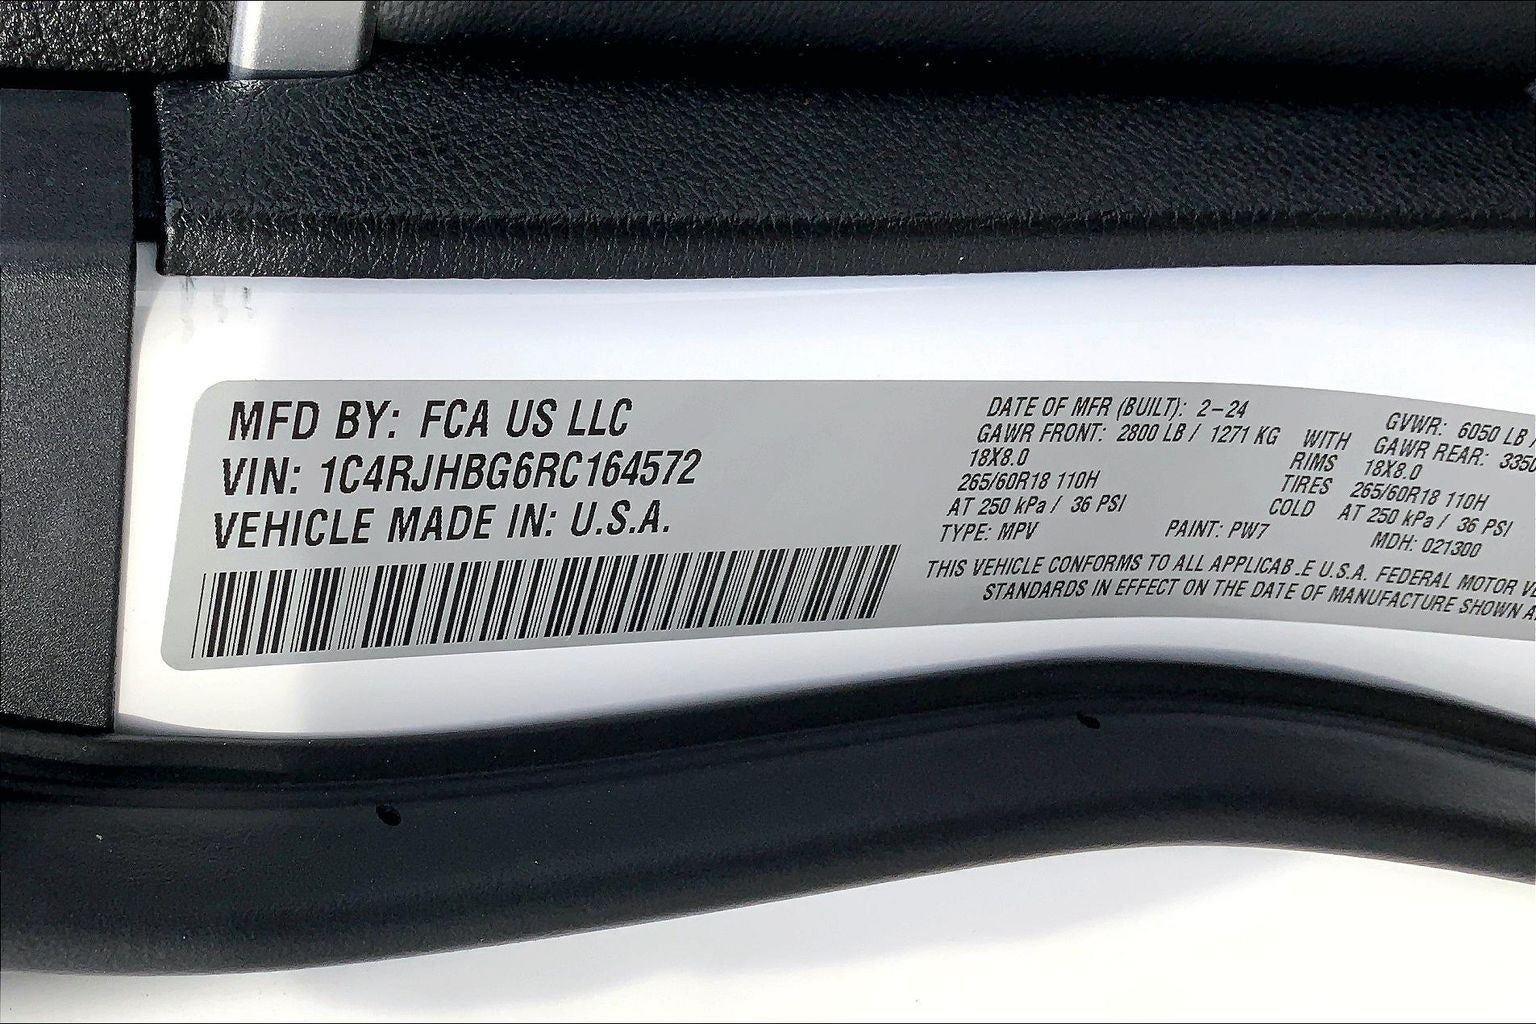 MFD BY: FCA US LLC
VIN: 1C4RJHBG6RC164572
VEHICLE MADE IN: U.S.A.
DATE OF MFR (BUILT): 2-24 GVWR: 6050 LB /
GAWR FRONT: 2800 LB / 1271 KG WITH GAWR REAR: 3350
18X8.0 RIMS 18X8.0
265/60R18 110H TIRES 265/60R18 110H
AT 250 kPa / 36 PSI COLD AT 250 kPa / 36 PSI
TYPE: MPV PAINT: PW7 MDH: 021300
THIS VEHICLE CONFORMS TO ALL APPLICAB.E U.S.A. FEDERAL MOTOR
STANDARDS IN EFFECT ON THE DATE OF MANUFACTURE SHOWN